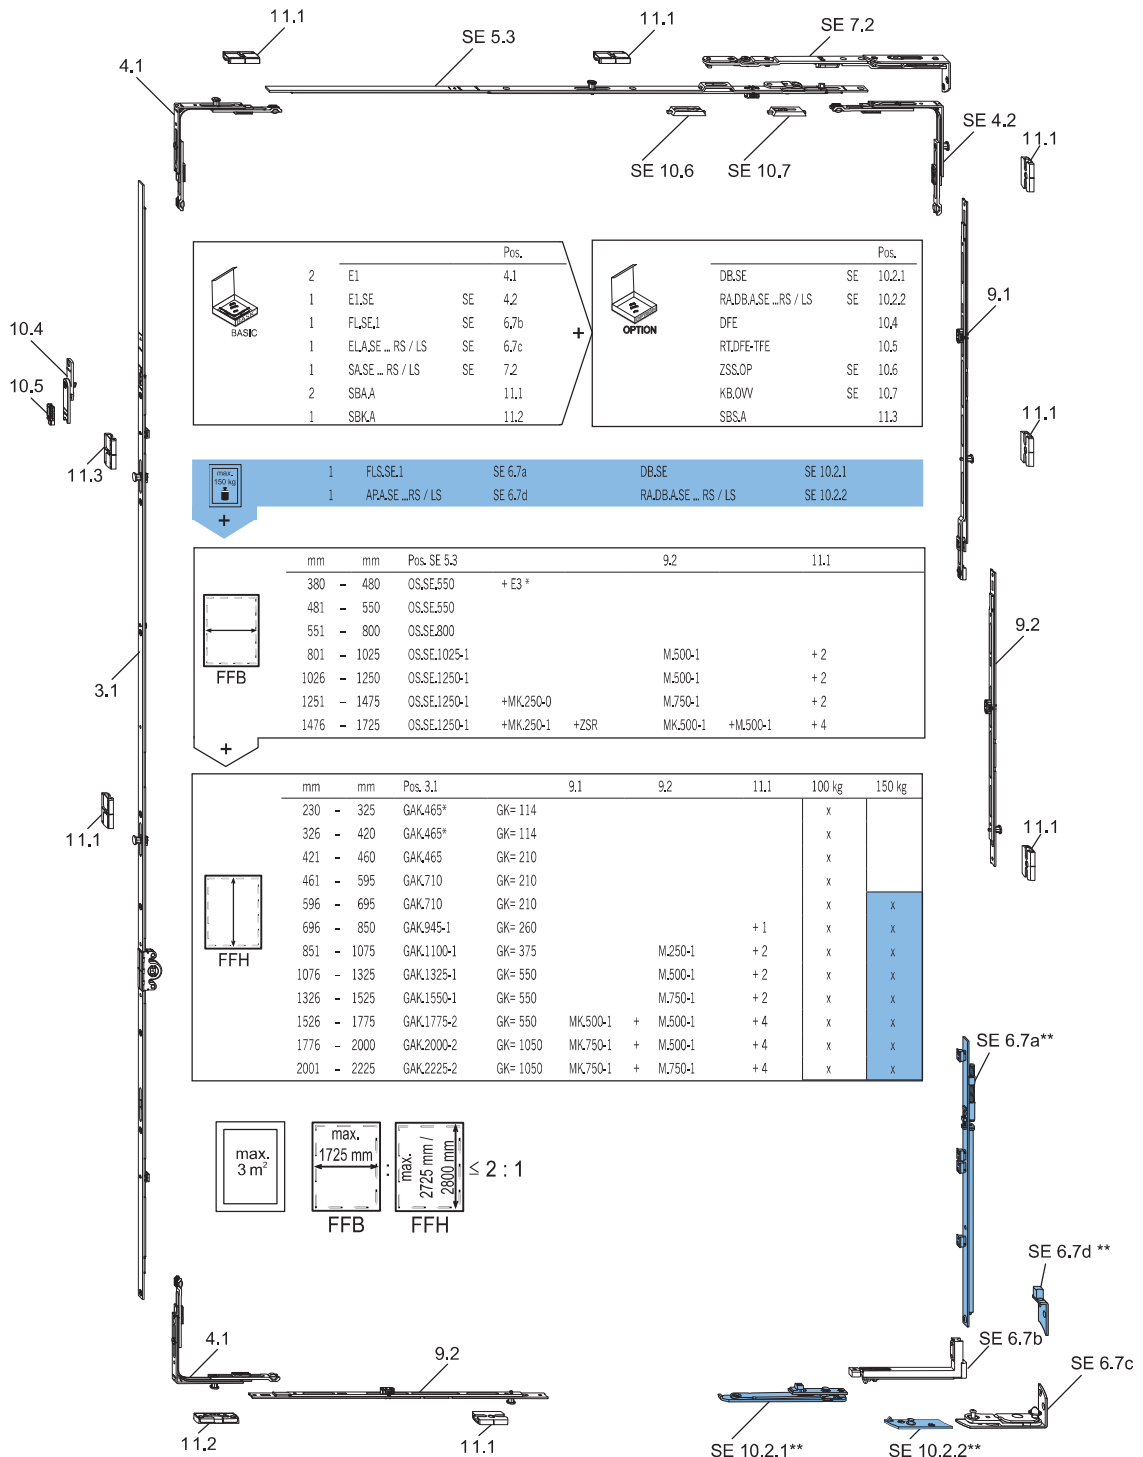 11.1
11.1
SE 7.2
SE 5.3
4.1
SE 4.2
11.1
SE 10.6
SE 10.7
Pos.
2 E1 4.1
1 E1.SE SE 4.2
1 FL.SE.1 SE 6.7b
1 EL.A.SE ... RS / LS SE 6.7c
1 SA.SE ... RS / LS SE 7.2
2 SBA.A 11.1
1 SBK.A 11.2
BASIC
+
Pos.
DB.SE SE 10.2.1
RA.DB.A.SE ...RS / LS SE 10.2.2
DFE 10.4
RT.DFE-TFE 10.5
ZSS.OP SE 10.6
KB.OVV SE 10.7
SBS.A 11.3
OPTION
9.1
10.4
10.5
11.3
11.1
max. 150 kg
1 FLS.SE.1 SE 6.7a DB.SE SE 10.2.1
1 AP.A.SE ...RS / LS SE 6.7d RA.DB.A.SE ... RS / LS SE 10.2.2
+
mm mm Pos. SE 5.3 9.2 11.1
380 – 480 OS.SE.550 + E3 *
481 – 550 OS.SE.550
551 – 800 OS.SE.800
801 – 1025 OS.SE.1025-1 M.500-1 + 2
1026 – 1250 OS.SE.1250-1 M.500-1 + 2
1251 – 1475 OS.SE.1250-1 +MK.250-0 M.750-1 + 2
1476 – 1725 OS.SE.1250-1 +MK.250-1 +ZSR MK.500-1 +M.500-1 + 4
FFB
+
9.2
3.1
mm mm Pos. 3.1 9.1 9.2 11.1 100 kg 150 kg
230 – 325 GAK.465* GK= 114 x
326 – 420 GAK.465* GK= 114 x
421 – 460 GAK.465 GK= 210 x
461 – 595 GAK.710 GK= 210 x
596 – 695 GAK.710 GK= 210 x x
696 – 850 GAK.945-1 GK= 260 + 1 x x
851 – 1075 GAK.1100-1 GK= 375 M.250-1 + 2 x x
1076 – 1325 GAK.1325-1 GK= 550 M.500-1 + 2 x x
1326 – 1525 GAK.1550-1 GK= 550 M.750-1 + 2 x x
1526 – 1775 GAK.1775-2 GK= 550 MK.500-1 + M.500-1 + 4 x x
1776 – 2000 GAK.2000-2 GK= 1050 MK.750-1 + M.500-1 + 4 x x
2001 – 2225 GAK.2225-2 GK= 1050 MK.750-1 + M.750-1 + 4 x x
FFH
11.1
11.1
SE 6.7a**
max.
3 m²
max.
1725 mm
FFB
:
max.
2725 mm /
2800 mm
FFH
≤ 2 : 1
SE 6.7d **
SE 6.7b
SE 6.7c
4.1
9.2
11.2
11.1
SE 10.2.1**
SE 10.2.2**